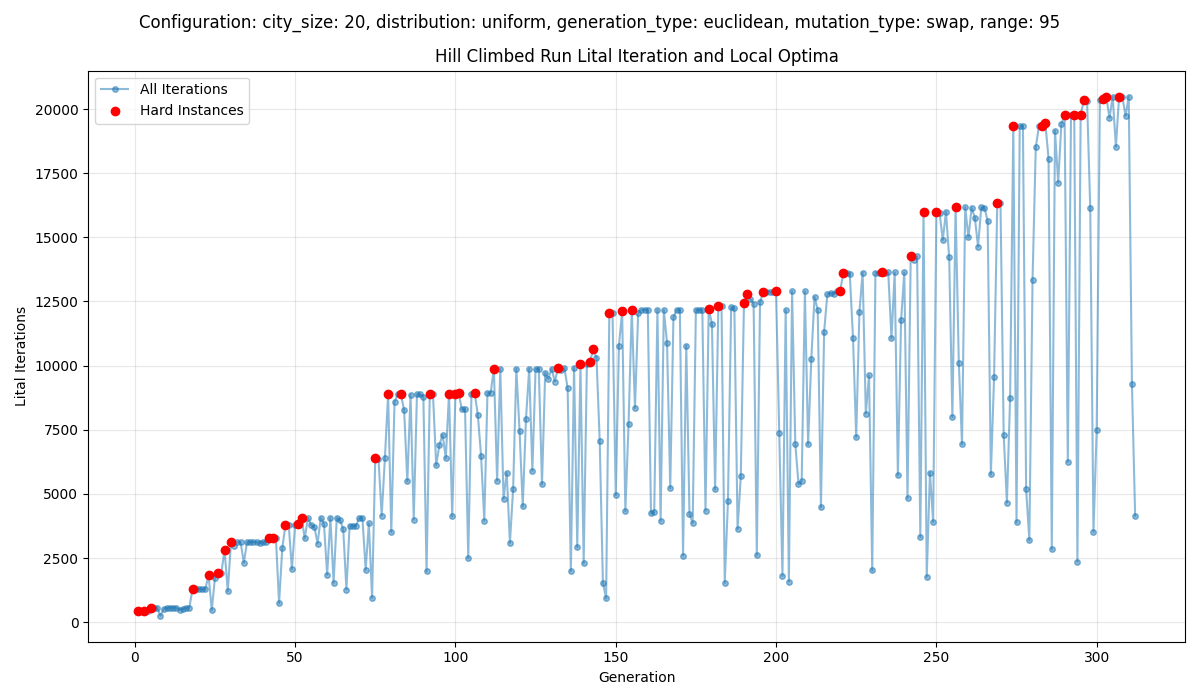 Configuration: city_size: 20, distribution: uniform, generation_type: euclidean, mutation_type: swap, range: 95
Hill Climbed Run Lital Iteration and Local Optima
All Iterations
Hard Instances
20000
17500
15000
12500
10000
7500
5000
2500
0
Lital Iterations
0 50 100 150 200 250 300
Generation